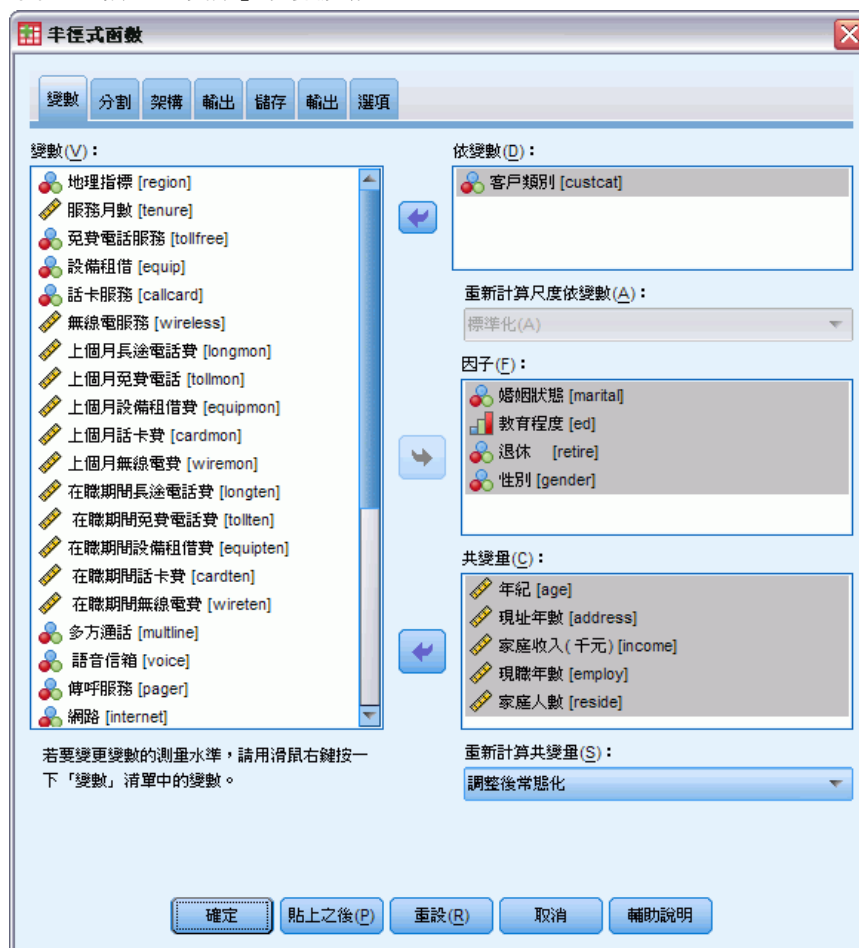 半徑式函數
變數 分割 架構 輸出 儲存 輸出 選項
變數(V)：
地理指標 [region]
服務月數 [tenure]
免費電話服務 [tollfree]
設備租借 [equip]
話卡服務 [callcard]
無線電服務 [wireless]
上個月長途電話費 [longmon]
上個月免費電話 [tollmon]
上個月設備租借費 [equipmon]
上個月話卡費 [cardmon]
上個月無線電費 [wiremon]
在職期間長途電話費 [longten]
在職期間免費電話費 [tollten]
在職期間設備租借費 [equipten]
在職期間話卡費 [cardten]
在職期間無線電費 [wireten]
多方通話 [multline]
語音信箱 [voice]
傳呼服務 [pager]
網路 [internet]
若要變更變數的測量水準，請用滑鼠右鍵按一
下「變數」清單中的變數。
依變數(D)：
客戶類別 [custcat]
重新計算尺度依變數(A)：
標準化(A)
因子(F)：
婚姻狀態 [marital]
教育程度 [ed]
退休 [retire]
性別 [gender]
共變量(C)：
年紀 [age]
現址年數 [address]
家庭收入(千元) [income]
現職年數 [employ]
家庭人數 [reside]
重新計算共變量(S)：
調整後常態化
確定 貼上之後(P) 重設(R) 取消 輔助說明